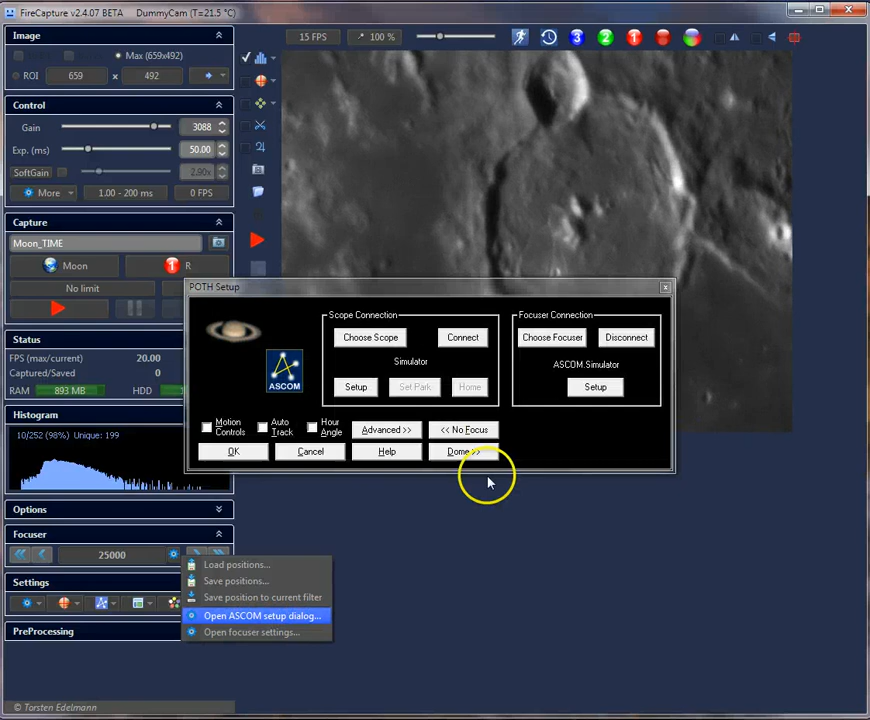 FireCapture v2.4.07 BETA DummyCam (T=21.5 °C)
Image
Max (659x492)
ROI 659 x 492
15 FPS 100 %
3 2 1
Control
Gain 3088
Exp. (ms) 50.00
SoftGain 2.90x
More 1.00 - 200 ms 0 FPS
Capture
Moon_TIME
Moon 1 R
No limit
Status
FPS (max/current) 20.00
Captured/Saved 0
RAM 893 MB HDD
Histogram
10/252 (98%) Unique: 199
Options
Focuser
25000
Settings
PreProcessing
© Torsten Edelmann
POTH Setup
ASCOM
Scope Connection
Choose Scope Connect
Simulator
Setup Set Park Home
Focuser Connection
Choose Focuser Disconnect
ASCOM.Simulator
Setup
Motion Controls
Auto Track
Hour Angle
Advanced >> << No Focus
OK Cancel Help Dome >>
Load positions...
Save positions...
Save position to current filter
Open ASCOM setup dialog...
Open focuser settings...